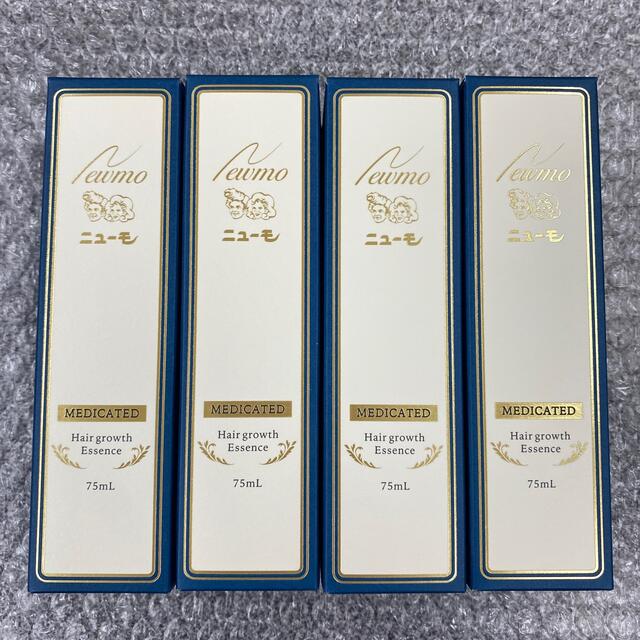 Newmo
ニューモ
MEDICATED
Hair growth
Essence
75mL
Newmo
ニューモ
MEDICATED
Hair growth
Essence
75mL
Newmo
ニューモ
MEDICATED
Hair growth
Essence
75mL
Newmo
ニューモ
MEDICATED
Hair growth
Essence
75mL